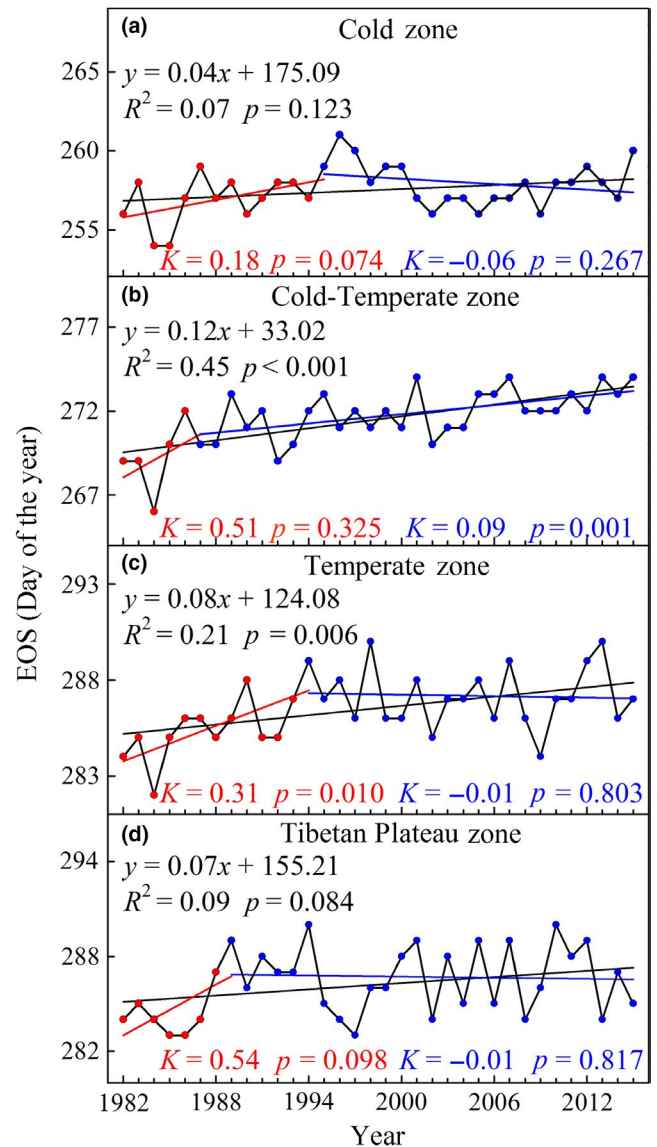 (a) Cold zone
265
y = 0.04x + 175.09
R² = 0.07 p = 0.123
260
255
K = 0.18 p = 0.074 K = −0.06 p = 0.267
(b) Cold-Temperate zone
277
y = 0.12x + 33.02
R² = 0.45 p < 0.001
272
267
K = 0.51 p = 0.325 K = 0.09 p = 0.001
(c) Temperate zone
293
y = 0.08x + 124.08
R² = 0.21 p = 0.006
288
283
K = 0.31 p = 0.010 K = −0.01 p = 0.803
(d) Tibetan Plateau zone
294
y = 0.07x + 155.21
R² = 0.09 p = 0.084
288
282
K = 0.54 p = 0.098 K = −0.01 p = 0.817
1982 1988 1994 2000 2006 2012
Year
EOS (Day of the year)